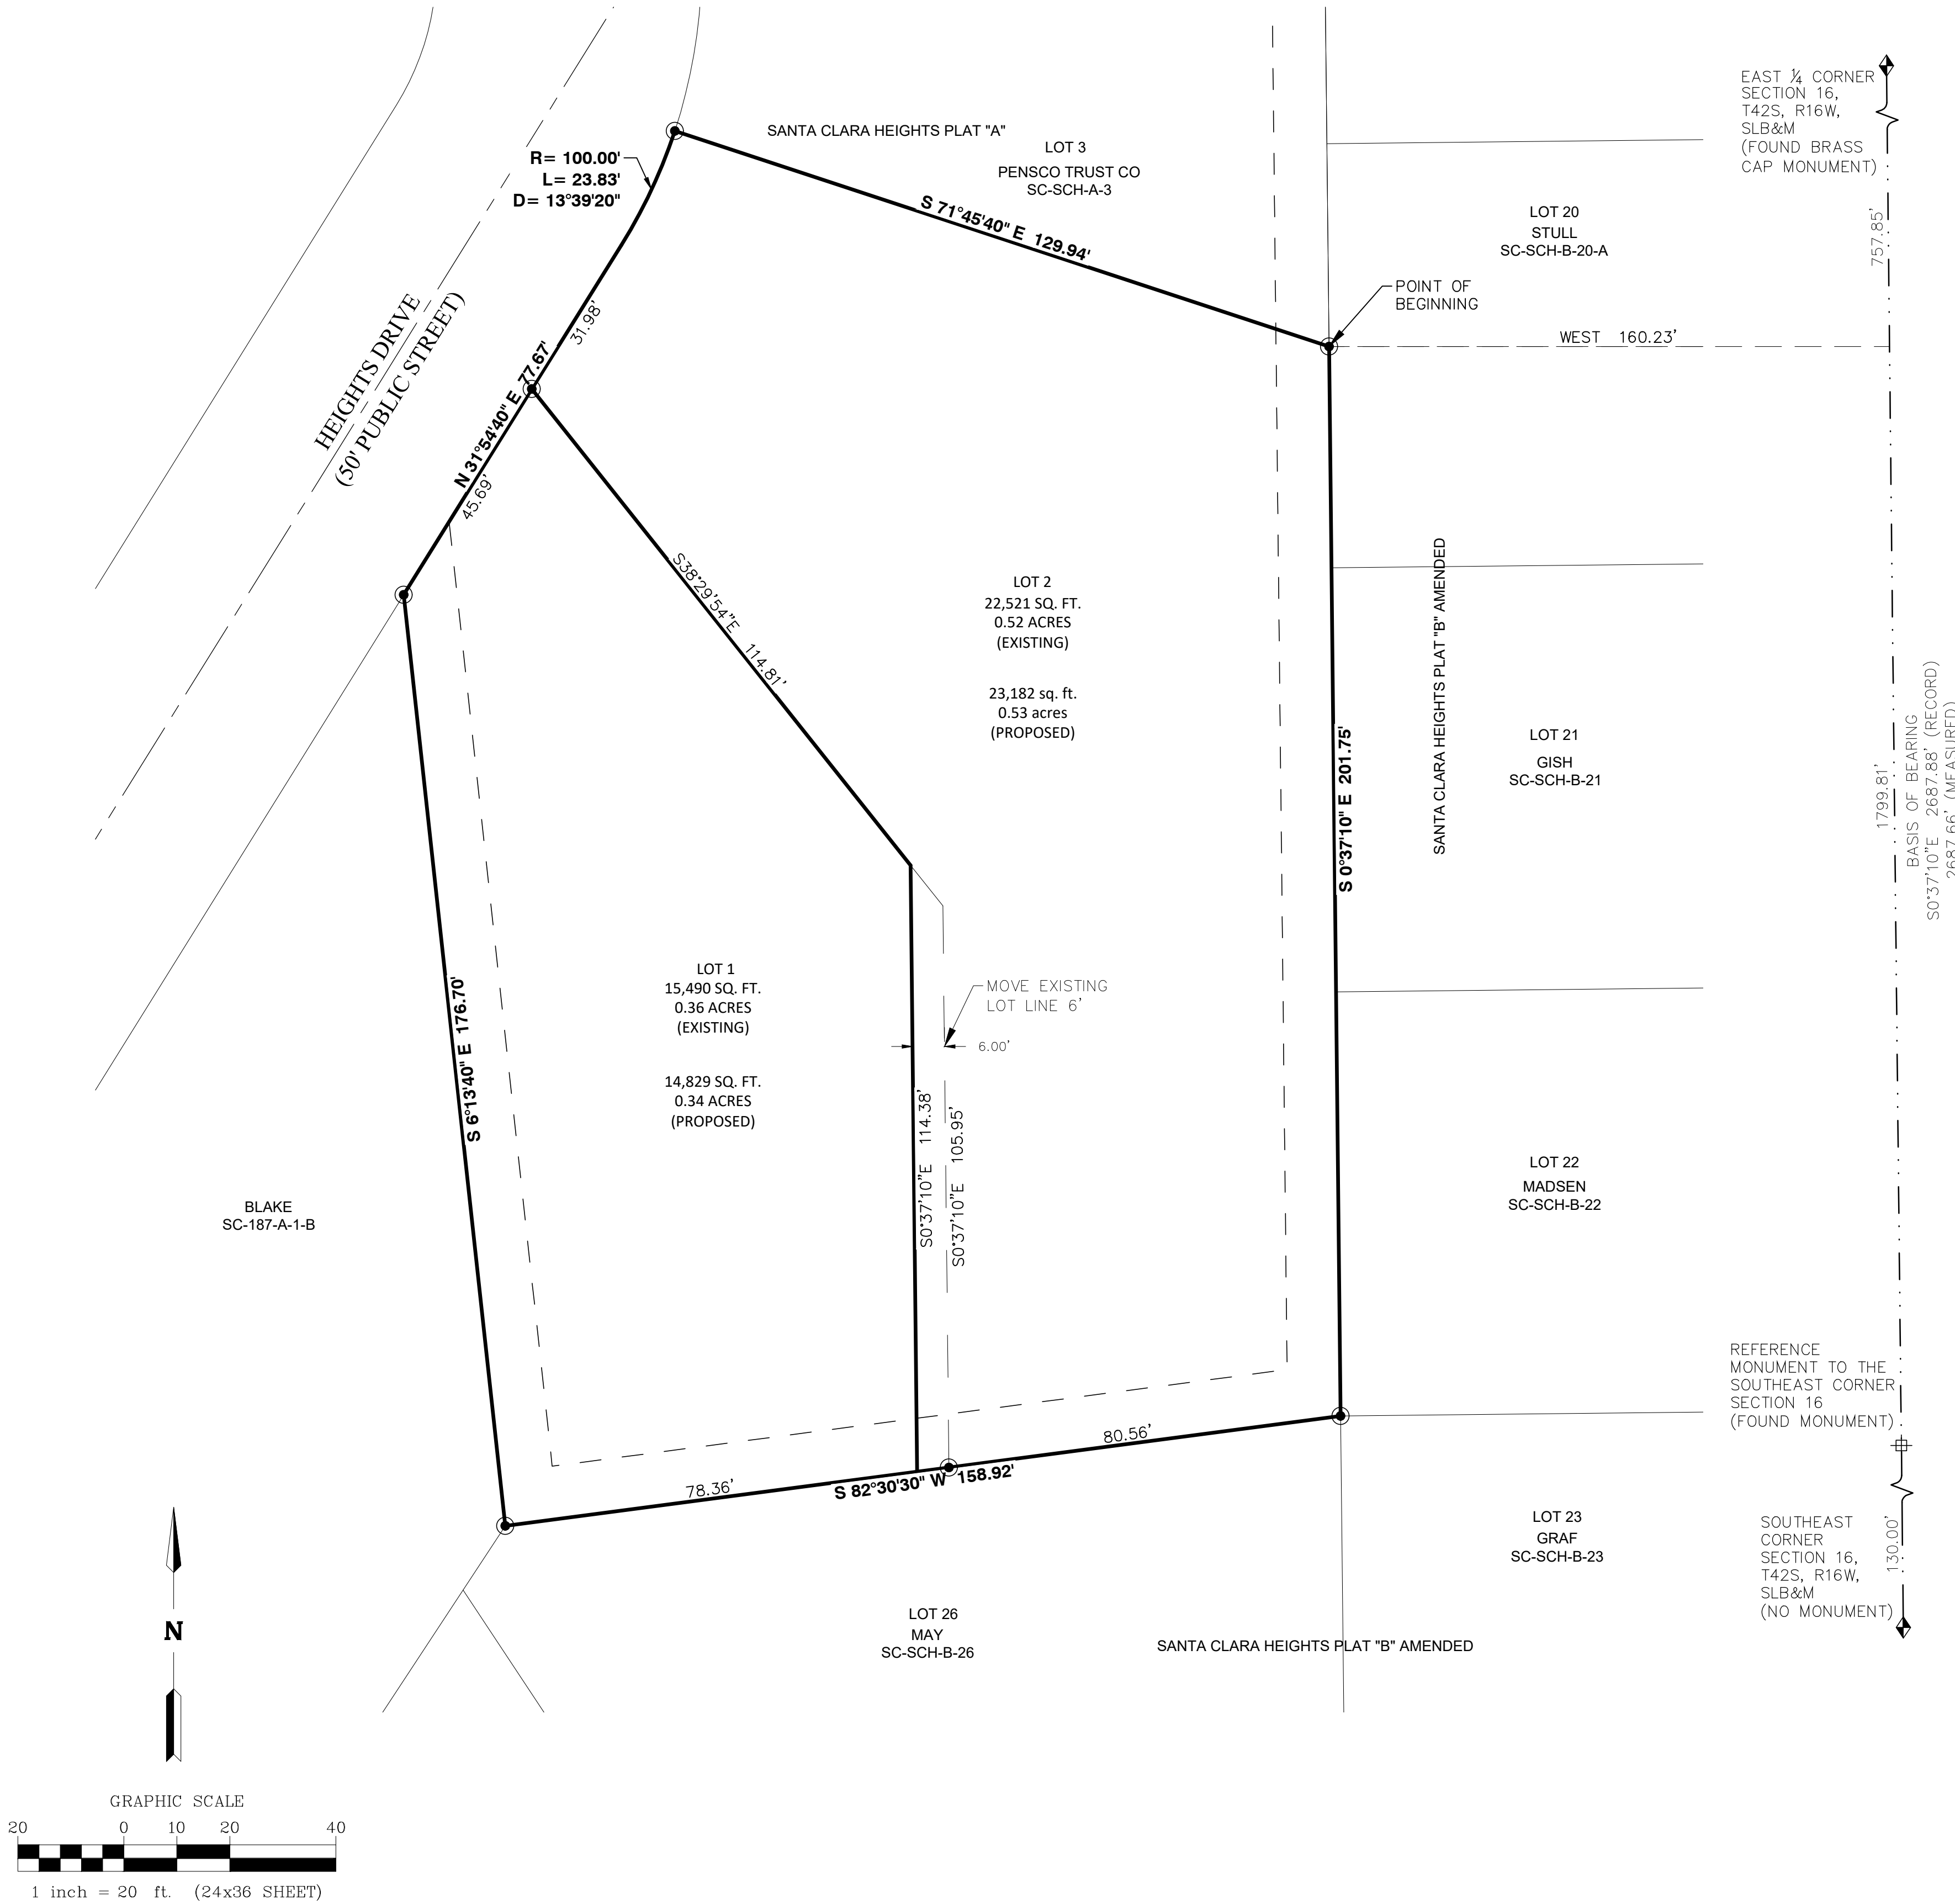 EAST ¼ CORNER
SECTION 16,
T42S, R16W,
SLB&M
(FOUND BRASS
CAP MONUMENT)
SANTA CLARA HEIGHTS PLAT "A"
LOT 3
PENSCO TRUST CO
SC-SCH-A-3
R= 100.00'
L= 23.83'
D= 13°39'20"
S 71°45'40" E 129.94'
LOT 20
STULL
SC-SCH-B-20-A
757.85'
POINT OF
BEGINNING
WEST 160.23'
HEIGHTS DRIVE
(50' PUBLIC STREET)
31.98'
N 31°54'40" E 77.67'
45.69'
S38°29'54"E 114.81'
LOT 2
22,521 SQ. FT.
0.52 ACRES
(EXISTING)
23,182 sq. ft.
0.53 acres
(PROPOSED)
S 0°37'10" E 201.75'
SANTA CLARA HEIGHTS PLAT "B" AMENDED
LOT 21
GISH
SC-SCH-B-21
1799.81'
BASIS OF BEARING
S0°37'10"E 2687.88' (RECORD)
2687.66' (MEASURED)
LOT 1
15,490 SQ. FT.
0.36 ACRES
(EXISTING)
14,829 SQ. FT.
0.34 ACRES
(PROPOSED)
MOVE EXISTING
LOT LINE 6'
6.00'
S 6°13'40" E 176.70'
S0°37'10"E 114.38'
S0°37'10"E 105.95'
BLAKE
SC-187-A-1-B
LOT 22
MADSEN
SC-SCH-B-22
REFERENCE
MONUMENT TO THE
SOUTHEAST CORNER
SECTION 16
(FOUND MONUMENT)
80.56'
78.36'
S 82°30'30" W 158.92'
LOT 23
GRAF
SC-SCH-B-23
SOUTHEAST
CORNER
SECTION 16,
T42S, R16W,
SLB&M
(NO MONUMENT)
130.00'
LOT 26
MAY
SC-SCH-B-26
SANTA CLARA HEIGHTS PLAT "B" AMENDED
N
GRAPHIC SCALE
20 0 10 20 40
1 inch = 20 ft. (24x36 SHEET)